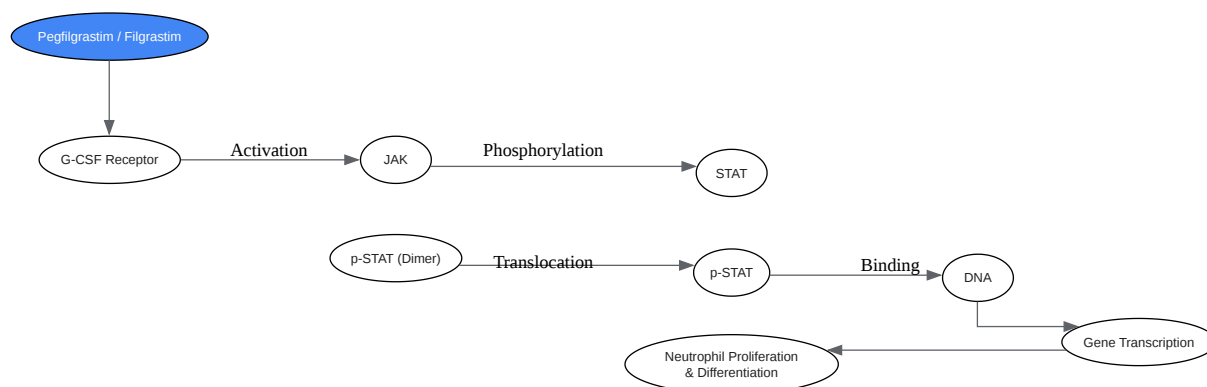 Pegfilgrastim / Filgrastim
G-CSF Receptor
Activation
JAK
Phosphorylation
STAT
p-STAT (Dimer)
Translocation
p-STAT
Binding
DNA
Gene Transcription
Neutrophil Proliferation
& Differentiation